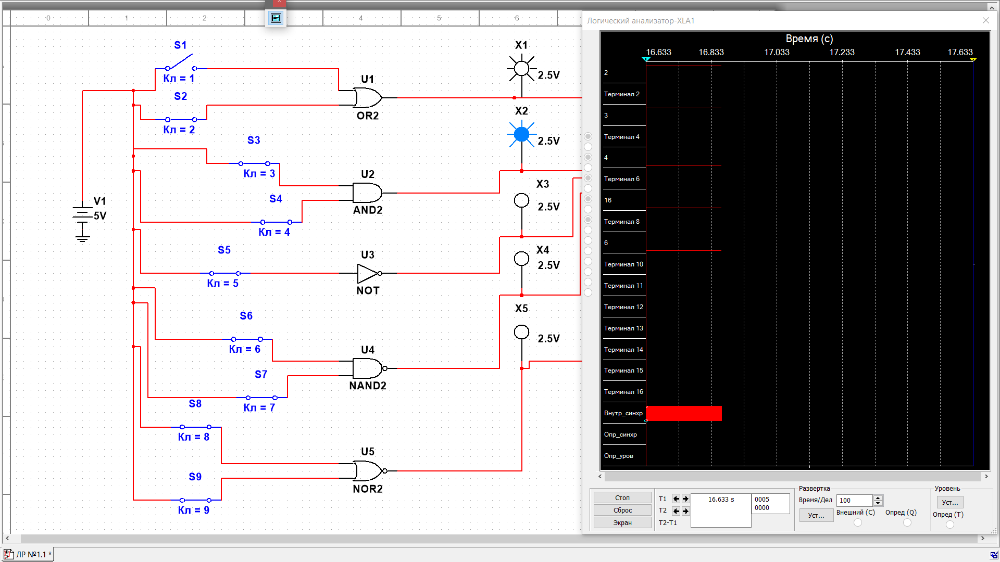 0
1
2
4
5
6
S1
Кл = 1
S2
Кл = 2
S3
Кл = 3
S4
Кл = 4
S5
Кл = 5
S6
Кл = 6
S7
Кл = 7
S8
Кл = 8
S9
Кл = 9
V1
5V
U1
OR2
U2
AND2
U3
NOT
U4
NAND2
U5
NOR2
X1
2.5V
X2
2.5V
X3
2.5V
X4
2.5V
X5
2.5V
Логический анализатор-XLA1
Время (с)
16.633 16.833 17.033 17.233 17.433 17.633
2
Терминал 2
3
Терминал 4
4
Терминал 6
16
Терминал 8
6
Терминал 10
Терминал 11
Терминал 12
Терминал 13
Терминал 14
Терминал 15
Терминал 16
Внутр_синхр
Опр_синхр
Опр_уров
Стоп
Сброс
Экран
T1
T2
T2-T1
16.633 s
0005
0000
Развертка
Время/Дел 100
Уст...
Внешний (C)
Опред (Q)
Уровень
Уст...
Опред (T)
ЛР №1.1 *